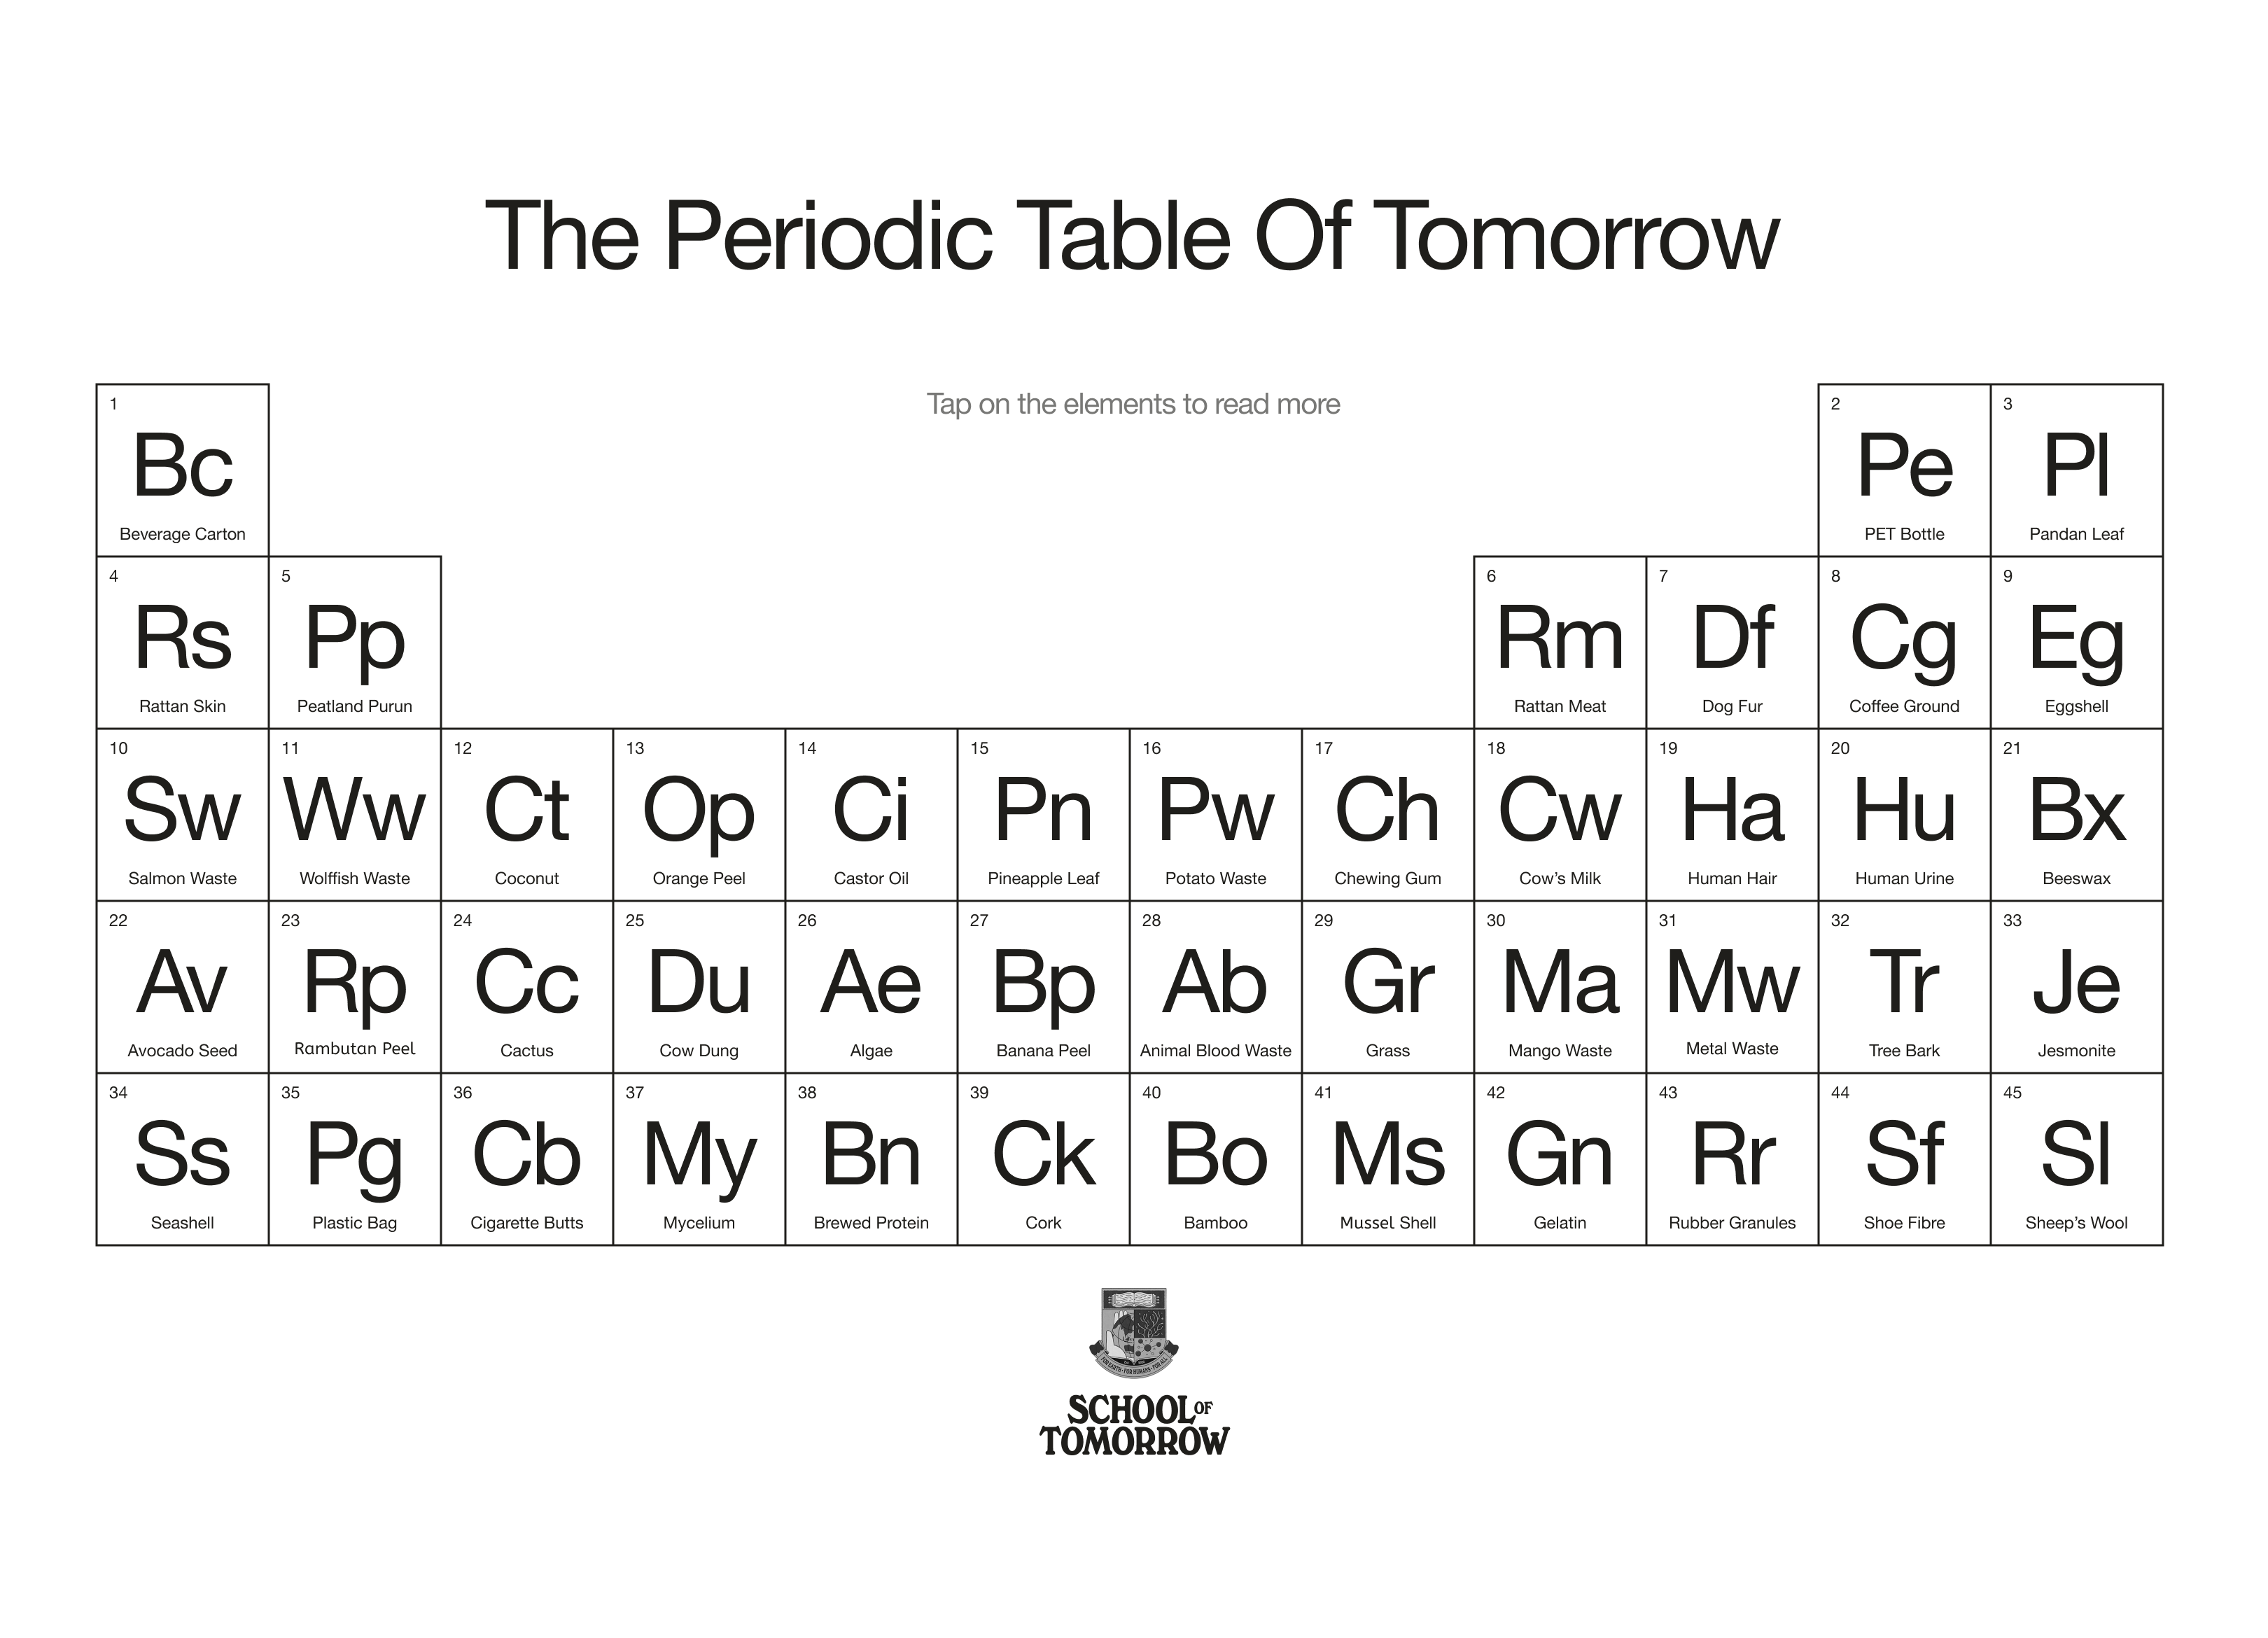 The Periodic Table Of Tomorrow
Tap on the elements to read more
1
Bc
Beverage Carton
2
Pe
PET Bottle
3
Pl
Pandan Leaf
4
Rs
Rattan Skin
5
Pp
Peatland Purun
6
Rm
Rattan Meat
7
Df
Dog Fur
8
Cg
Coffee Ground
9
Eg
Eggshell
10
Sw
Salmon Waste
11
Ww
Wolffish Waste
12
Ct
Coconut
13
Op
Orange Peel
14
Ci
Castor Oil
15
Pn
Pineapple Leaf
16
Pw
Potato Waste
17
Ch
Chewing Gum
18
Cw
Cow’s Milk
19
Ha
Human Hair
20
Hu
Human Urine
21
Bx
Beeswax
22
Av
Avocado Seed
23
Rp
Rambutan Peel
24
Cc
Cactus
25
Du
Cow Dung
26
Ae
Algae
27
Bp
Banana Peel
28
Ab
Animal Blood Waste
29
Gr
Grass
30
Ma
Mango Waste
31
Mw
Metal Waste
32
Tr
Tree Bark
33
Je
Jesmonite
34
Ss
Seashell
35
Pg
Plastic Bag
36
Cb
Cigarette Butts
37
My
Mycelium
38
Bn
Brewed Protein
39
Ck
Cork
40
Bo
Bamboo
41
Ms
Mussel Shell
42
Gn
Gelatin
43
Rr
Rubber Granules
44
Sf
Shoe Fibre
45
Sl
Sheep’s Wool
FOR EARTH • FOR HUMANS • FOR ALL
SCHOOL OF
TOMORROW